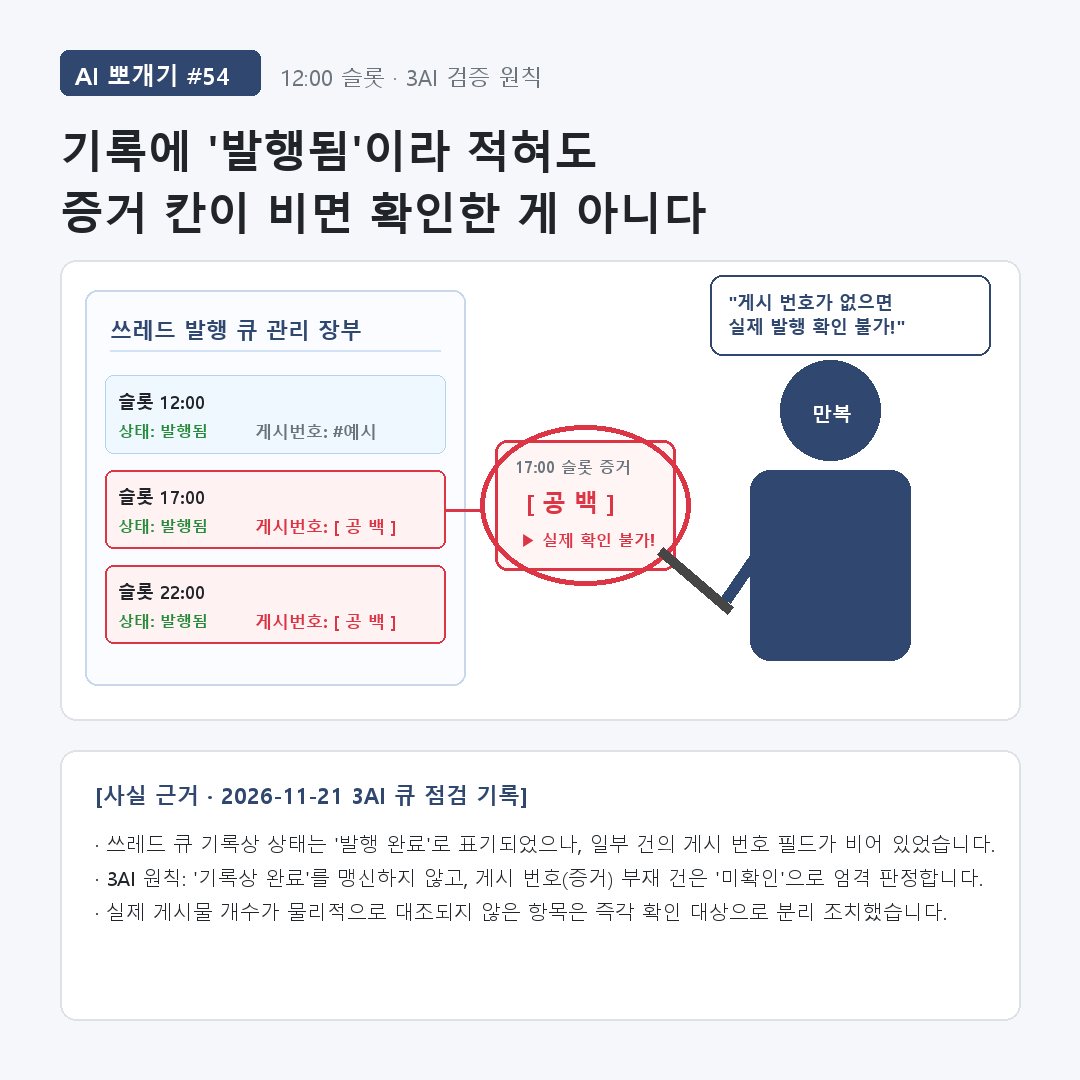 AI 뽀개기 #54
12:00 슬롯 · 3AI 검증 원칙
기록에 '발행됨'이라 적혀도
증거 칸이 비면 확인한 게 아니다
쓰레드 발행 큐 관리 장부
슬롯 12:00
상태: 발행됨 게시번호: #예시
슬롯 17:00
상태: 발행됨 게시번호: [ 공 백 ]
슬롯 22:00
상태: 발행됨 게시번호: [ 공 백 ]
17:00 슬롯 증거
[ 공 백 ]
▶ 실제 확인 불가!
"게시 번호가 없으면
실제 발행 확인 불가!"
만복
[사실 근거 · 2026-11-21 3AI 큐 점검 기록]
· 쓰레드 큐 기록상 상태는 '발행 완료'로 표기되었으나, 일부 건의 게시 번호 필드가 비어 있었습니다.
· 3AI 원칙: '기록상 완료'를 맹신하지 않고, 게시 번호(증거) 부재 건은 '미확인'으로 엄격 판정합니다.
· 실제 게시물 개수가 물리적으로 대조되지 않은 항목은 즉각 확인 대상으로 분리 조치했습니다.